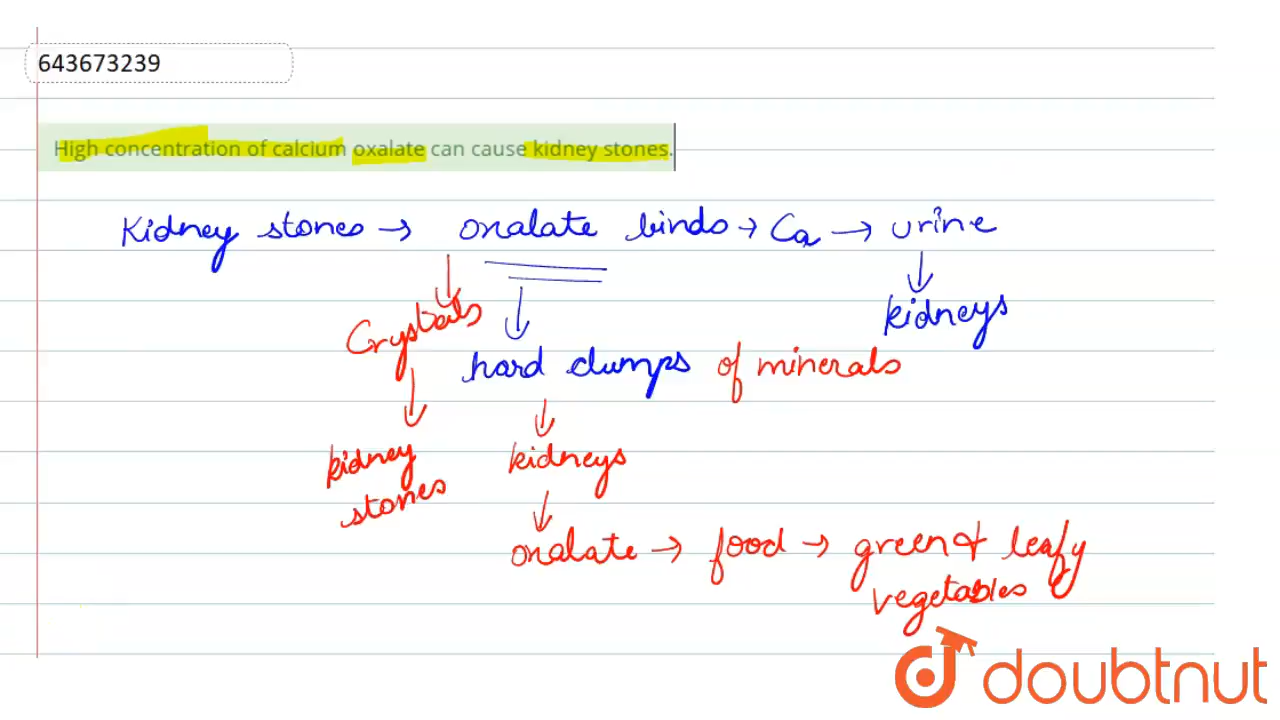 643673239
High concentration of calcium oxalate can cause kidney stones.
Kidney stones → oxalate binds → Ca → urine
kidneys
Crystals
hard clumps of minerals
kidney stones
kidneys
oxalate → food → green & leafy vegetables
doubtnut